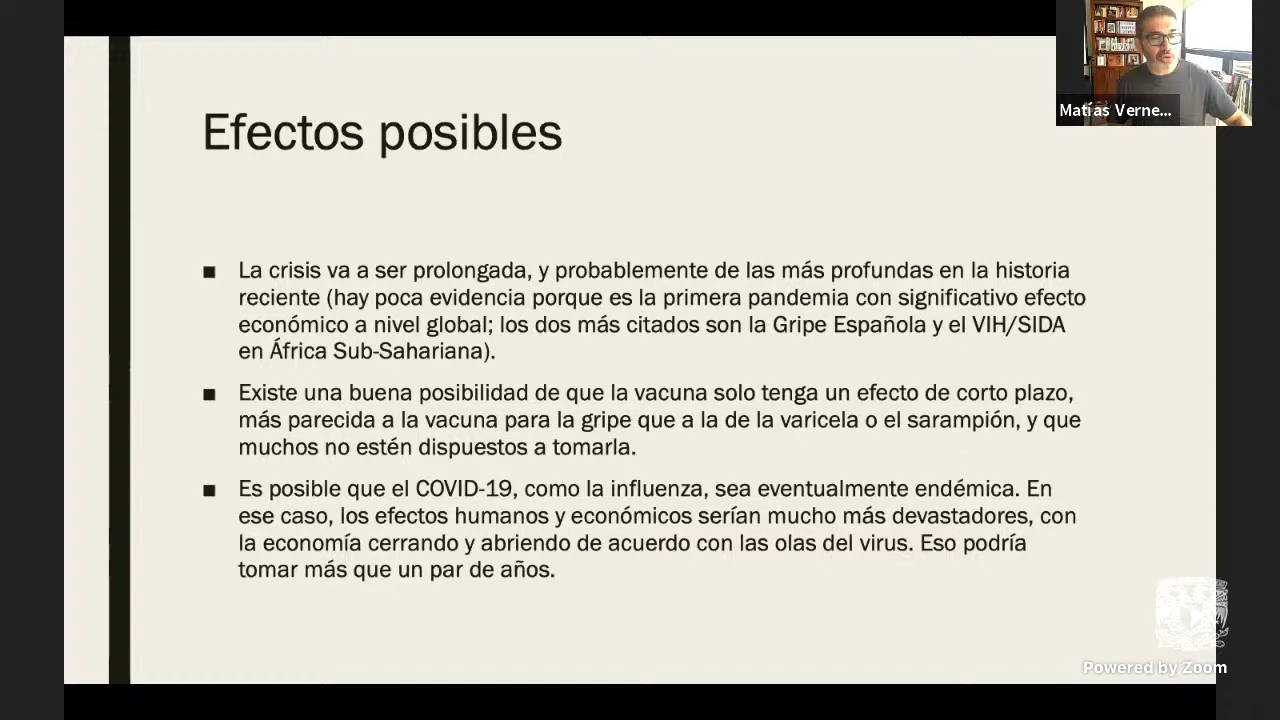 Matías Verne...
Efectos posibles
▪ La crisis va a ser prolongada, y probablemente de las más profundas en la historia
reciente (hay poca evidencia porque es la primera pandemia con significativo efecto
económico a nivel global; los dos más citados son la Gripe Española y el VIH/SIDA
en África Sub-Sahariana).
▪ Existe una buena posibilidad de que la vacuna solo tenga un efecto de corto plazo,
más parecida a la vacuna para la gripe que a la de la varicela o el sarampión, y que
muchos no estén dispuestos a tomarla.
▪ Es posible que el COVID-19, como la influenza, sea eventualmente endémica. En
ese caso, los efectos humanos y económicos serían mucho más devastadores, con
la economía cerrando y abriendo de acuerdo con las olas del virus. Eso podría
tomar más que un par de años.
Powered by Zoom